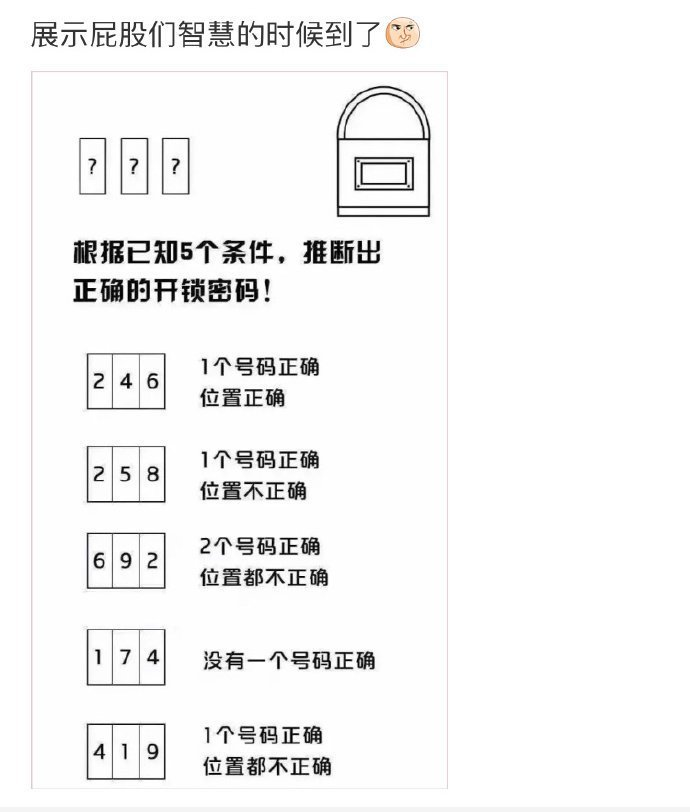 展示屁股们智慧的时候到了
? ? ?
根据已知5个条件，推断出
正确的开锁密码！
2 4 6
1个号码正确
位置正确
2 5 8
1个号码正确
位置不正确
6 9 2
2个号码正确
位置都不正确
1 7 4
没有一个号码正确
4 1 9
1个号码正确
位置都不正确